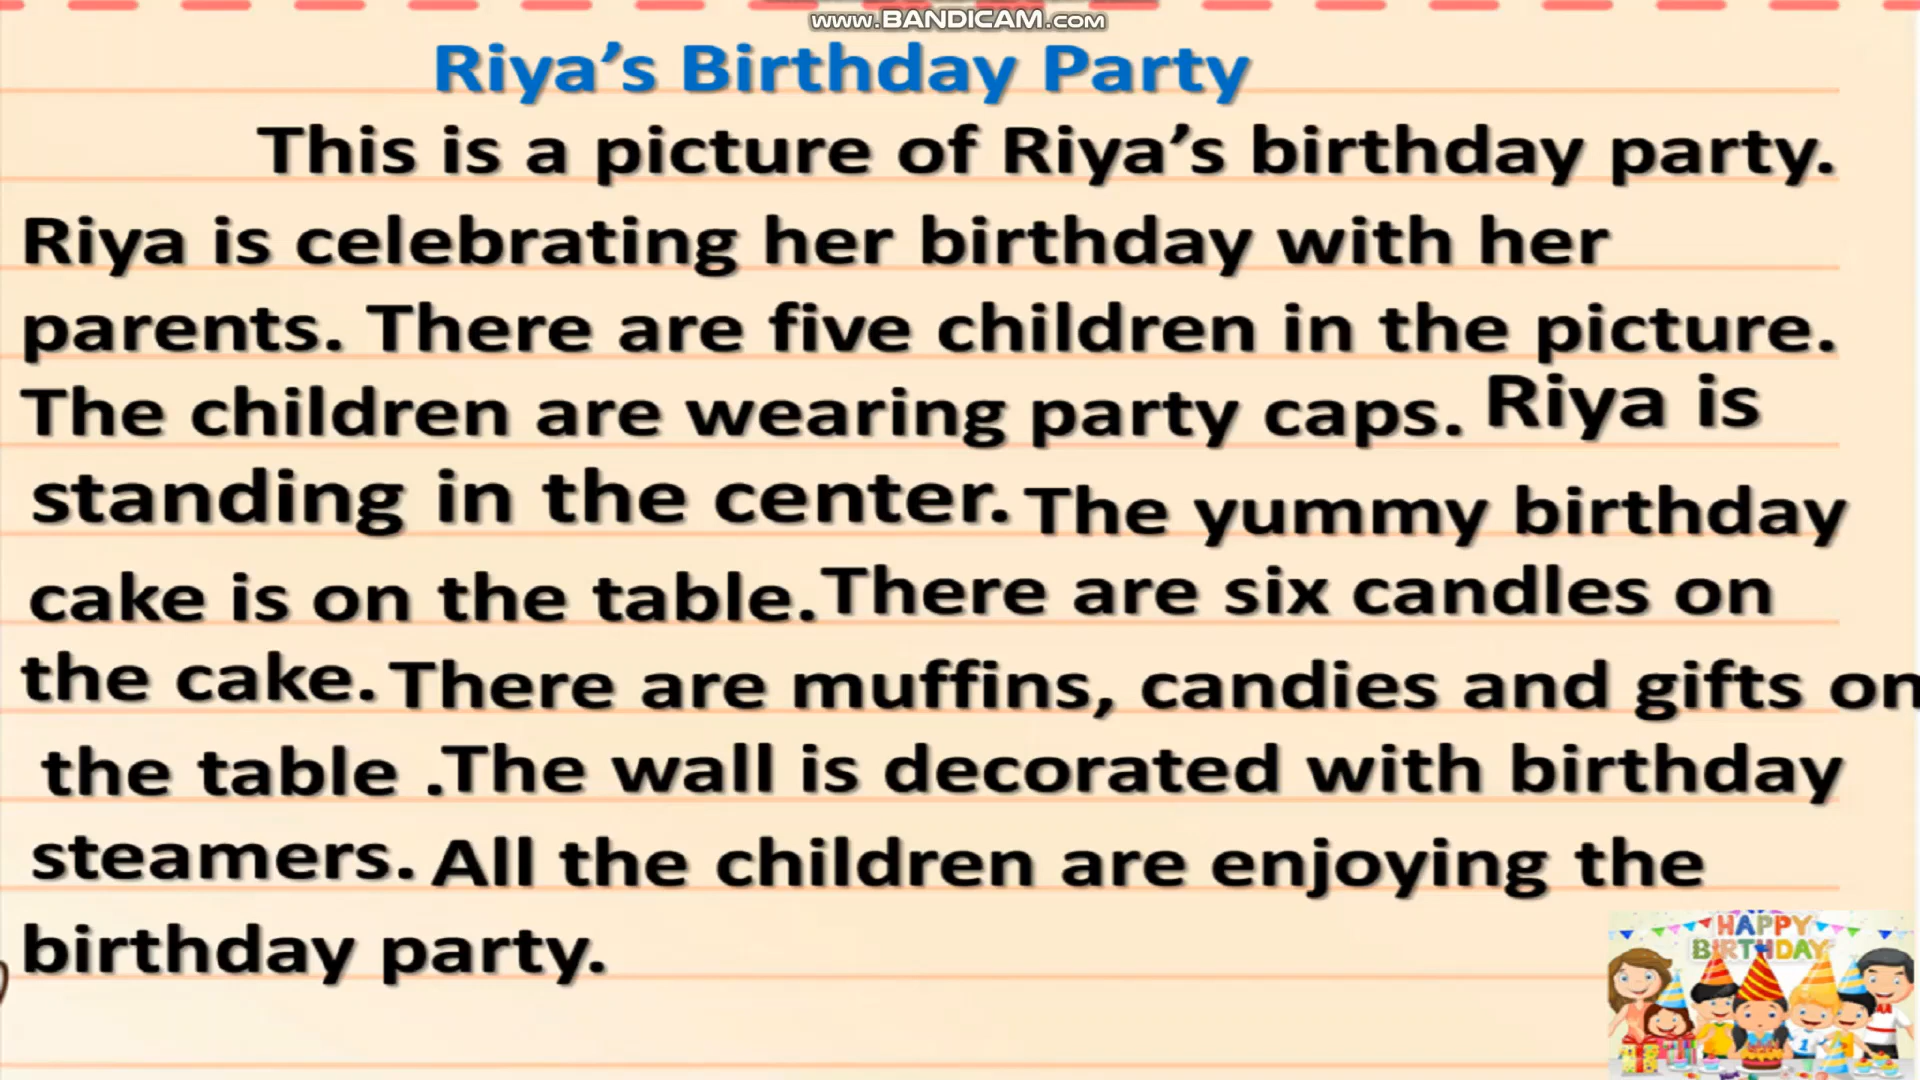 www.BANDICAM.com
Riya’s Birthday Party
This is a picture of Riya’s birthday party.
Riya is celebrating her birthday with her
parents. There are five children in the picture.
The children are wearing party caps. Riya is
standing in the center. The yummy birthday
cake is on the table. There are six candles on
the cake. There are muffins, candies and gifts on
the table .The wall is decorated with birthday
steamers. All the children are enjoying the
birthday party.
HAPPY
BIRTHDAY
1